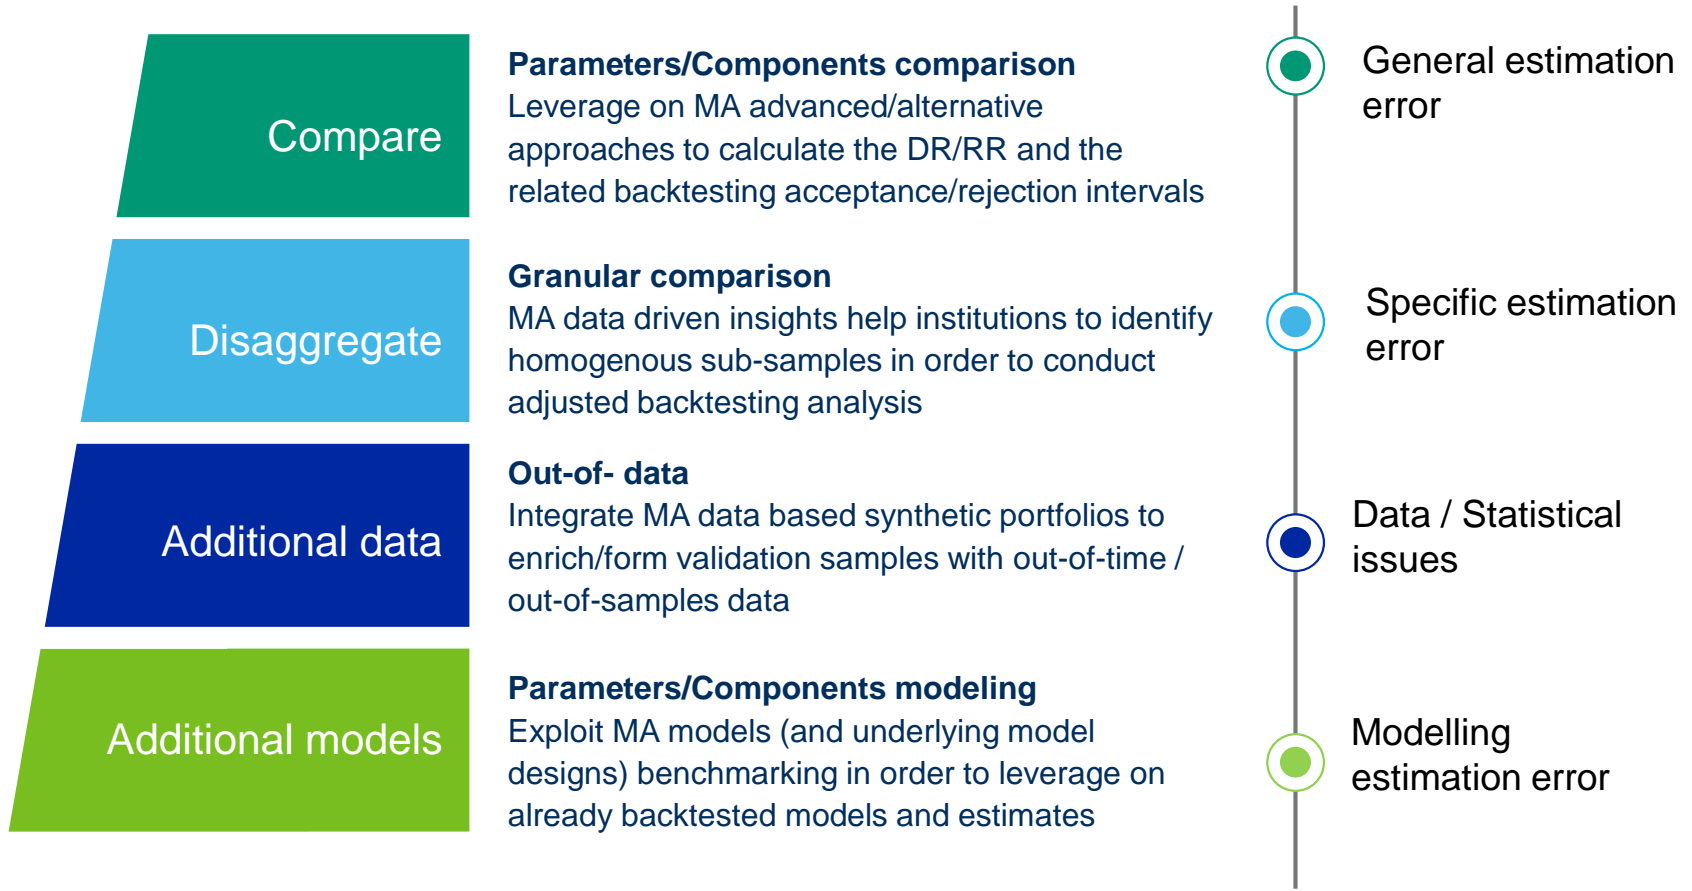 Compare
Parameters/Components comparison
Leverage on MA advanced/alternative
approaches to calculate the DR/RR and the
related backtesting acceptance/rejection intervals
General estimation
error
Disaggregate
Granular comparison
MA data driven insights help institutions to identify
homogenous sub-samples in order to conduct
adjusted backtesting analysis
Specific estimation
error
Additional data
Out-of- data
Integrate MA data based synthetic portfolios to
enrich/form validation samples with out-of-time /
out-of-samples data
Data / Statistical
issues
Additional models
Parameters/Components modeling
Exploit MA models (and underlying model
designs) benchmarking in order to leverage on
already backtested models and estimates
Modelling
estimation error